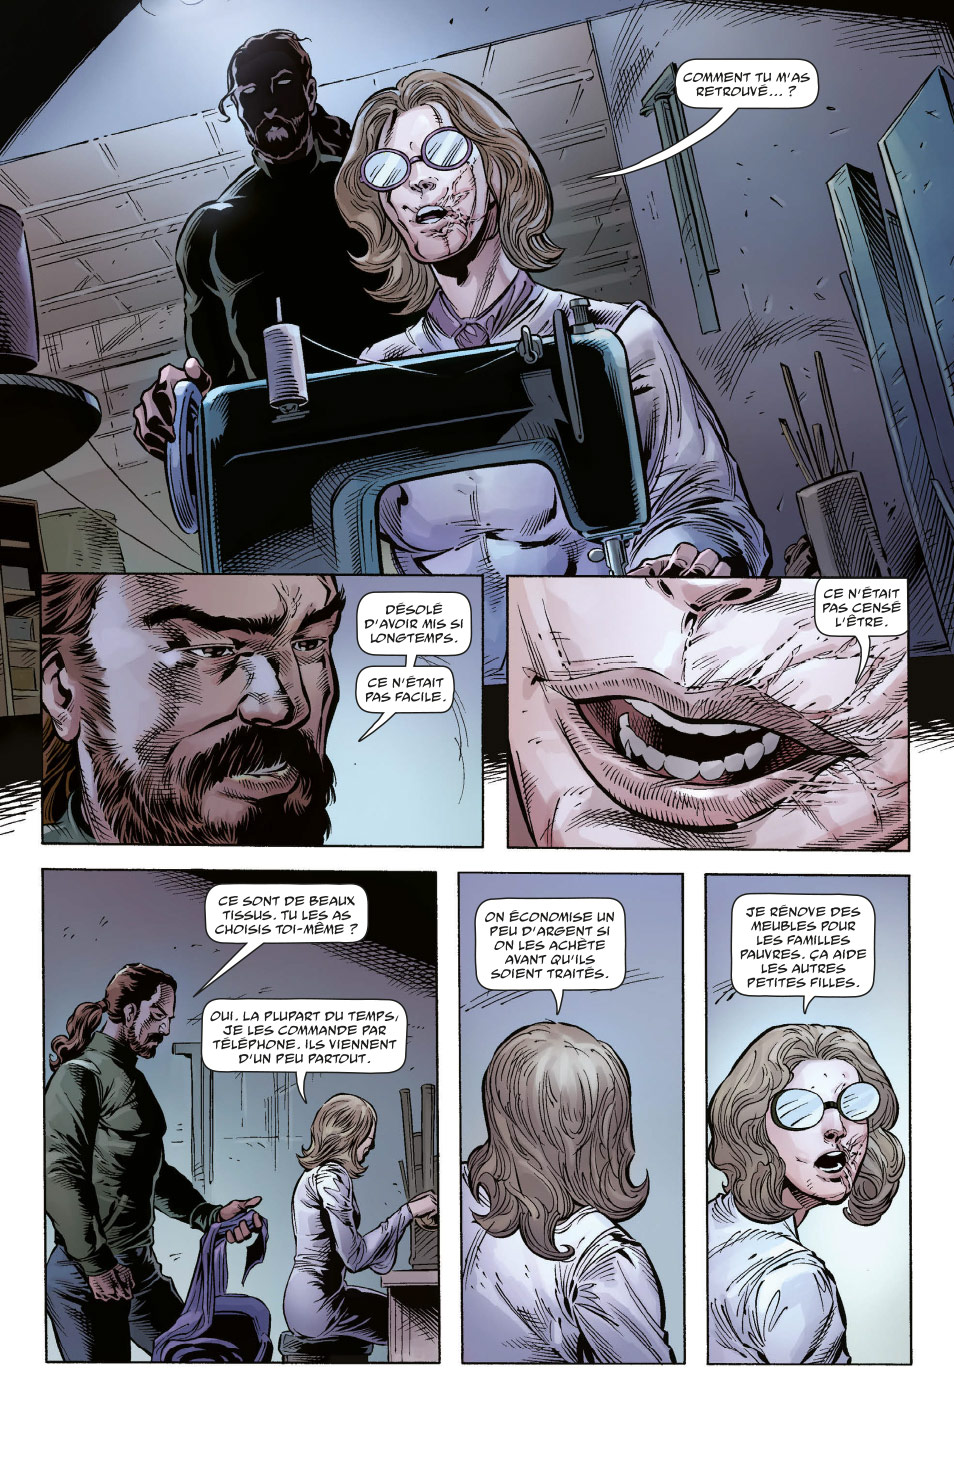 COMMENT TU M'AS
RETROUVÉ... ?
DÉSOLÉ
D'AVOIR MIS SI
LONGTEMPS.
CE N'ÉTAIT
PAS FACILE.
CE N'ÉTAIT
PAS CENSÉ
L'ÊTRE.
CE SONT DE BEAUX
TISSUS. TU LES AS
CHOISIS TOI-MÊME ?
OUI. LA PLUPART DU TEMPS,
JE LES COMMANDE PAR
TÉLÉPHONE. ILS VIENNENT
D'UN PEU PARTOUT.
ON ÉCONOMISE UN
PEU D'ARGENT SI
ON LES ACHÈTE
AVANT QU'ILS
SOIENT TRAITÉS.
JE RÉNOVE DES
MEUBLES POUR
LES FAMILLES
PAUVRES. ÇA AIDE
LES AUTRES
PETITES FILLES.